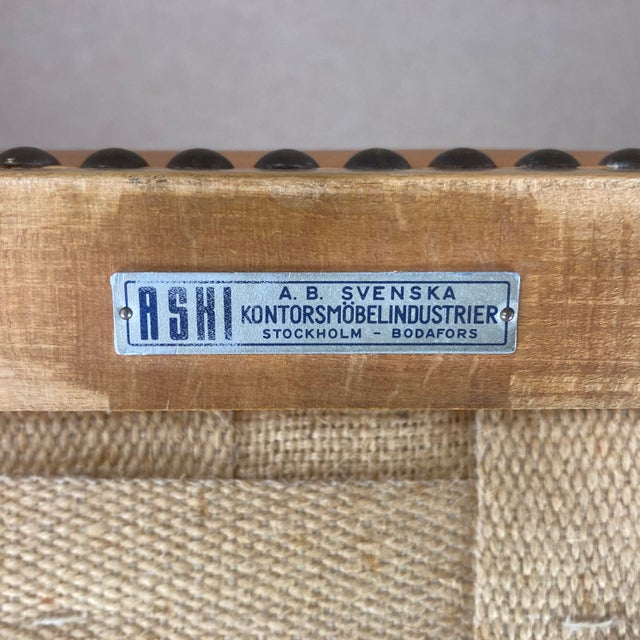 ASKI
A. B. SVENSKA
KONTORSMÖBELINDUSTRIER
STOCKHOLM - BODAFORS